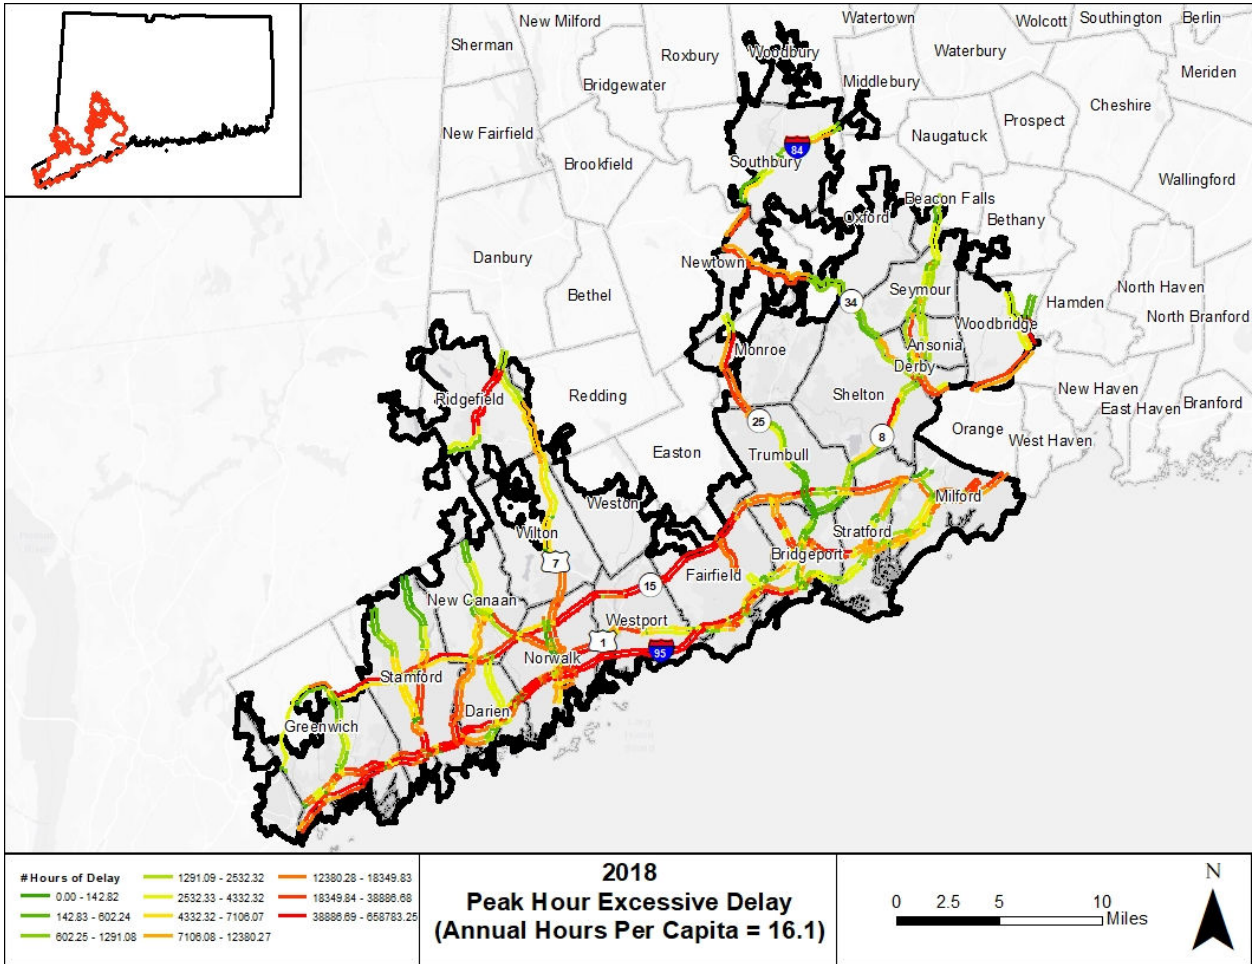 New Milford
Watertown
Wolcott
Southington
Berlin
Sherman
Roxbury
Woodbury
Waterbury
Bridgewater
Middlebury
Meriden
Cheshire
New Fairfield
Naugatuck
Prospect
84
Brookfield
Southbury
Wallingford
Beacon Falls
Oxford
Bethany
Danbury
Newtown
Bethel
Seymour
Hamden
North Haven
34
Woodbridge
North Branford
Monroe
Ansonia
Derby
Ridgefield
Redding
Shelton
New Haven
Branford
East Haven
25
Orange
8
West Haven
Easton
Trumbull
Milford
Weston
Wilton
Stratford
Bridgeport
7
Fairfield
15
New Canaan
Westport
1
Norwalk
95
Stamford
Darien
Greenwich
# Hours of Delay
0.00 - 142.82
142.83 - 602.24
602.25 - 1291.08
1291.09 - 2532.32
2532.33 - 4332.32
4332.32 - 7106.07
7106.08 - 12380.27
12380.28 - 18349.83
18349.84 - 38886.68
38886.69 - 658783.25
2018
Peak Hour Excessive Delay
(Annual Hours Per Capita = 16.1)
0 2.5 5 10
Miles
N